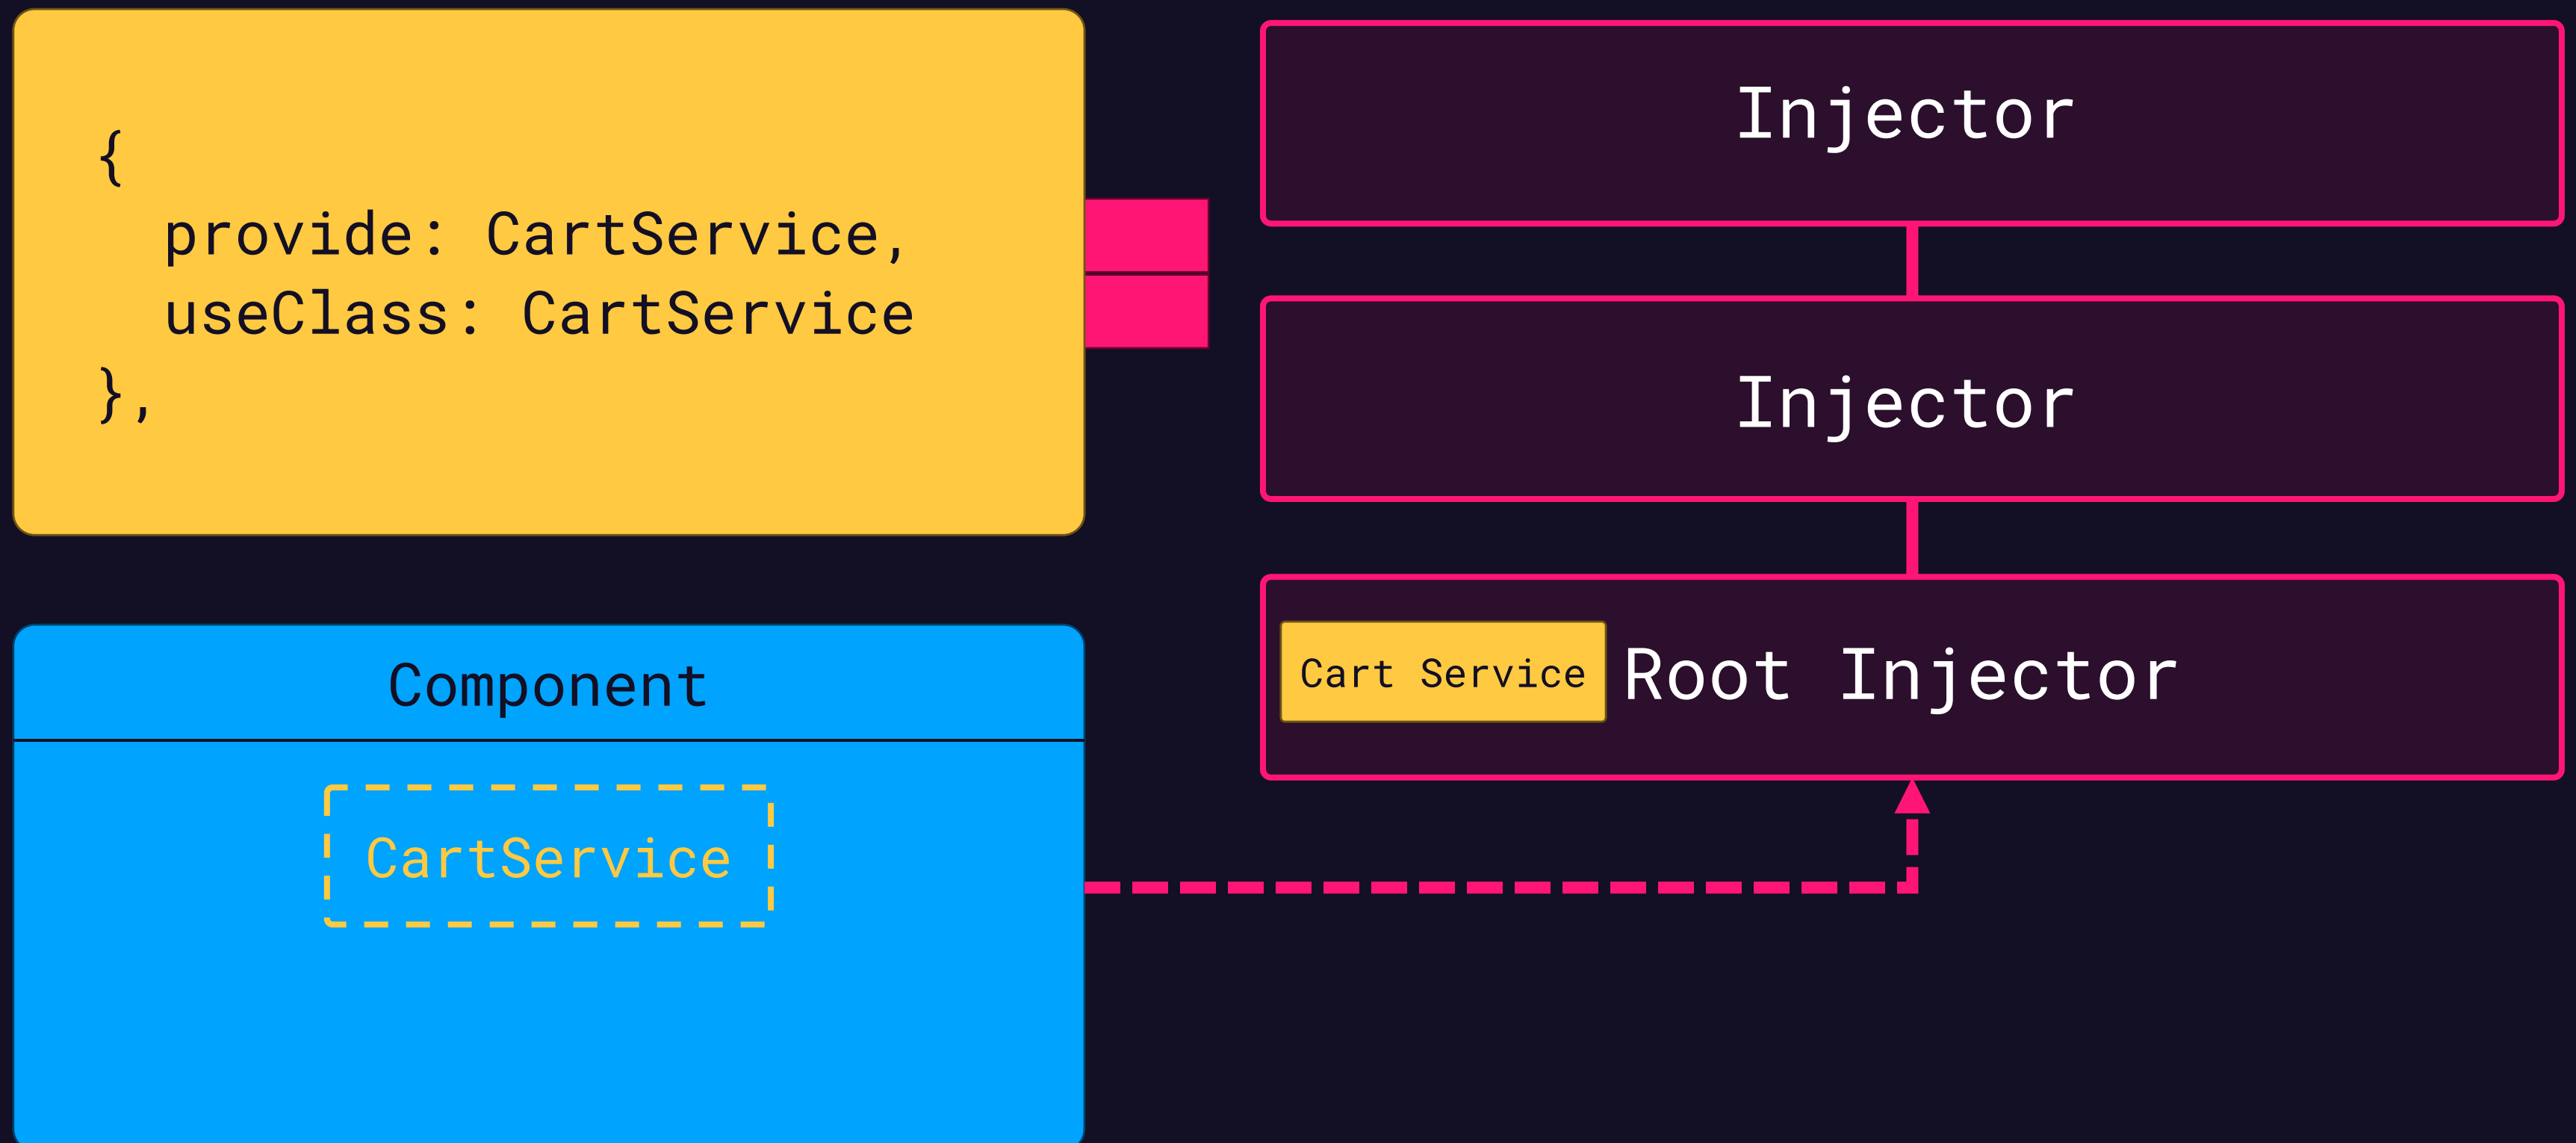 {
  provide: CartService,
  useClass: CartService
},
Component
CartService
Injector
Injector
Cart Service
Root Injector